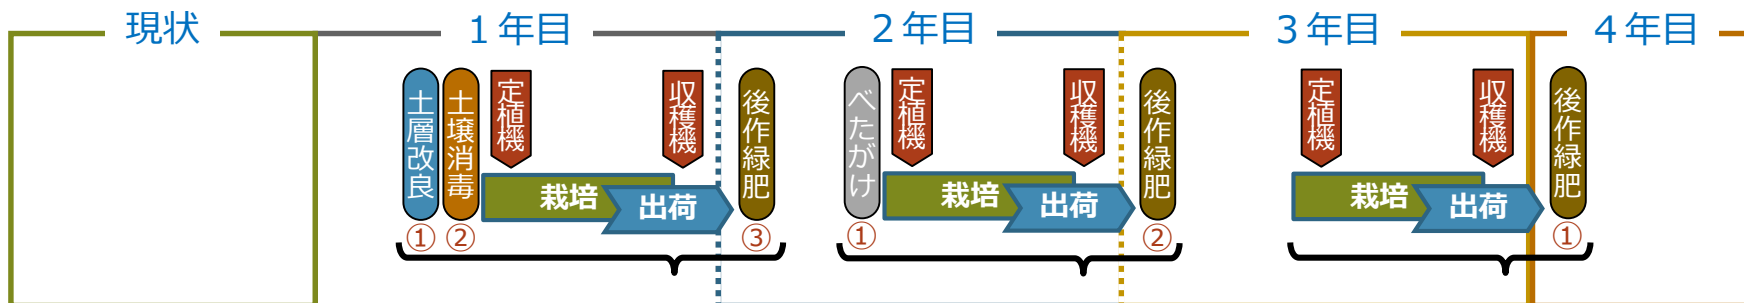 現状
１年目
２年目
３年目
４年目
土層改良
土壌消毒
定植機
収穫機
後作緑肥
栽培
出荷
①
②
③
べたがけ
定植機
収穫機
後作緑肥
栽培
出荷
①
②
定植機
収穫機
後作緑肥
栽培
出荷
①